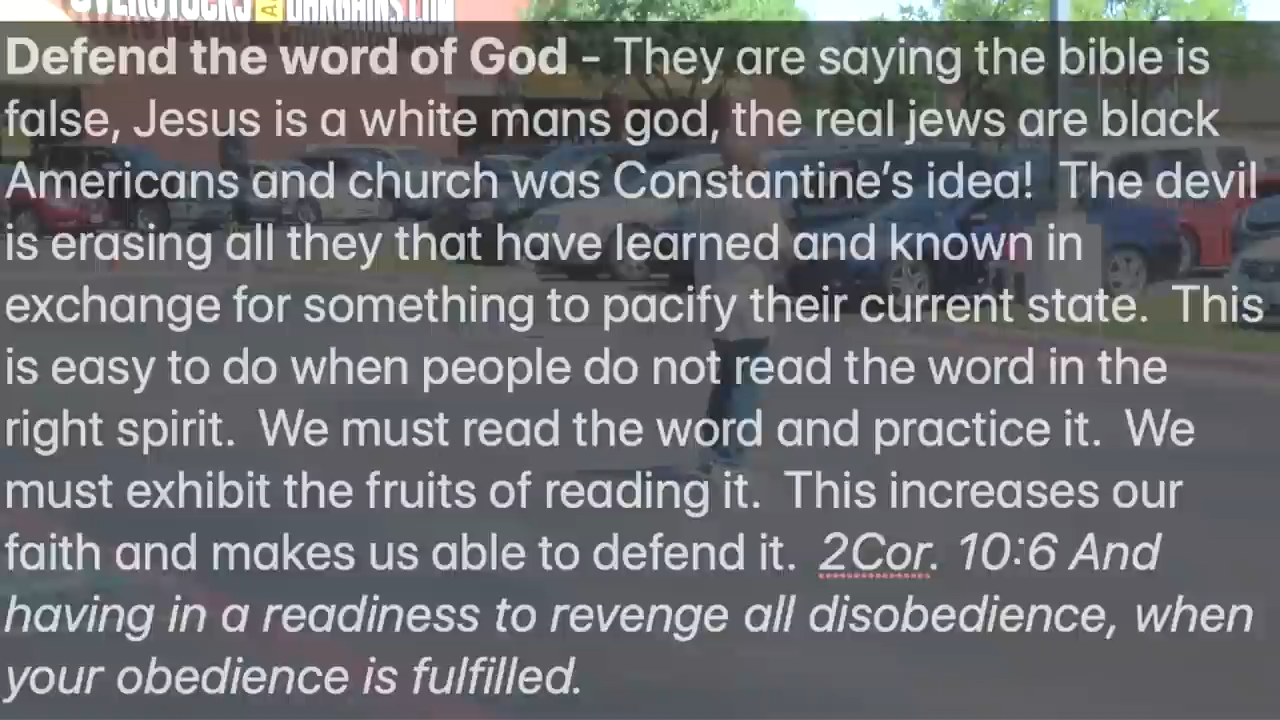 OVERSTOCKS AND BARGAINS.COM
Defend the word of God - They are saying the bible is
false, Jesus is a white mans god, the real jews are black
Americans and church was Constantine’s idea!  The devil
is erasing all they that have learned and known in
exchange for something to pacify their current state.  This
is easy to do when people do not read the word in the
right spirit.  We must read the word and practice it.  We
must exhibit the fruits of reading it.  This increases our
faith and makes us able to defend it.  2Cor. 10:6 And
having in a readiness to revenge all disobedience, when
your obedience is fulfilled.